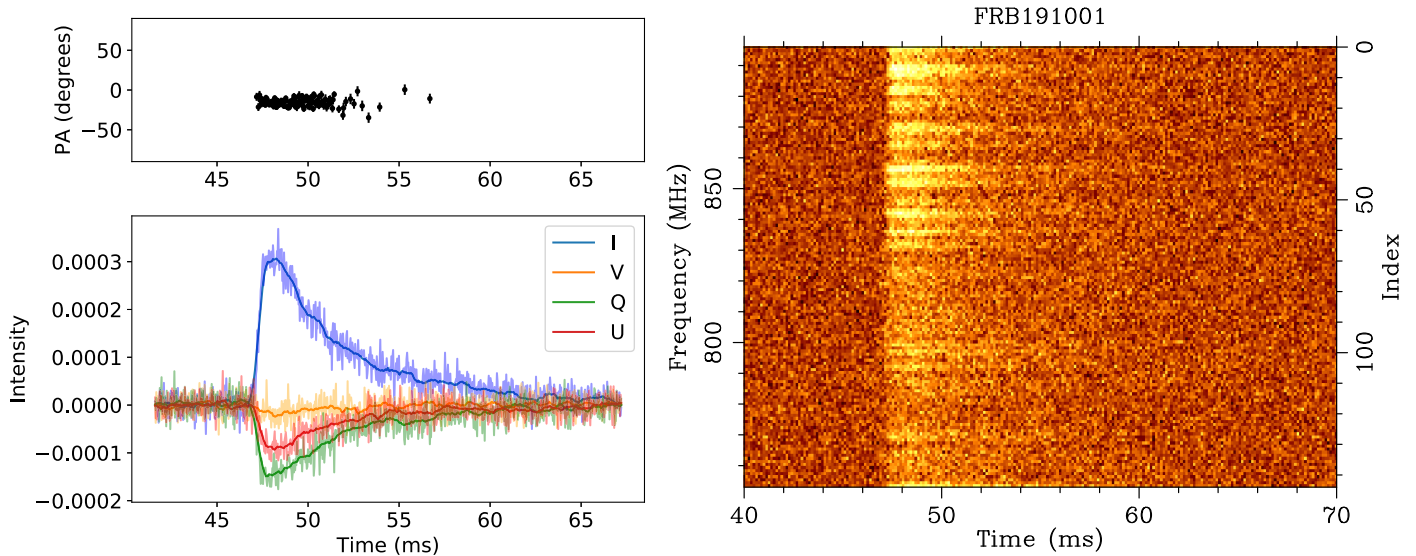 PA (degrees)
50
0
−50
45 50 55 60 65
Intensity
0.0003
0.0002
0.0001
0.0000
−0.0001
−0.0002
I
V
Q
U
45 50 55 60 65
Time (ms)
FRB191001
Frequency (MHz)
850
800
0
50
100
Index
40 50 60 70
Time (ms)